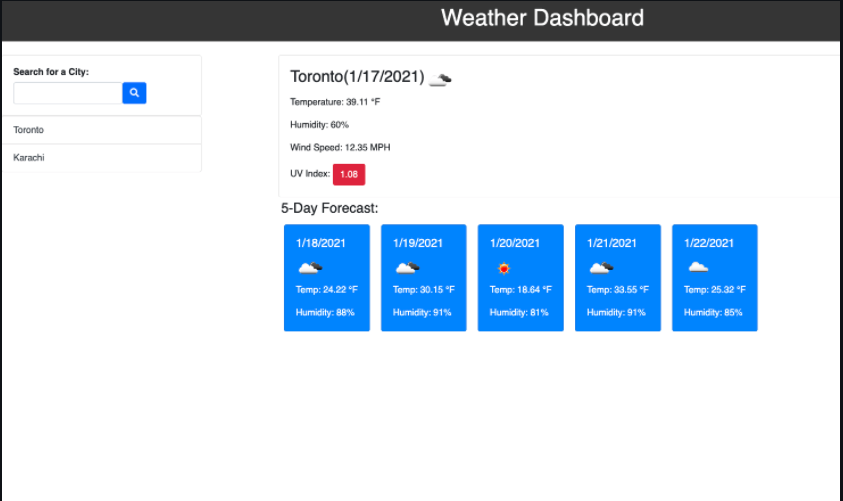 Weather Dashboard
Search for a City:
Toronto
Karachi
Toronto(1/17/2021)
Temperature: 39.11 °F
Humidity: 60%
Wind Speed: 12.35 MPH
UV Index: 1.08
5-Day Forecast:
1/18/2021
Temp: 24.22 °F
Humidity: 88%
1/19/2021
Temp: 30.15 °F
Humidity: 91%
1/20/2021
Temp: 18.64 °F
Humidity: 81%
1/21/2021
Temp: 33.55 °F
Humidity: 91%
1/22/2021
Temp: 25.32 °F
Humidity: 85%